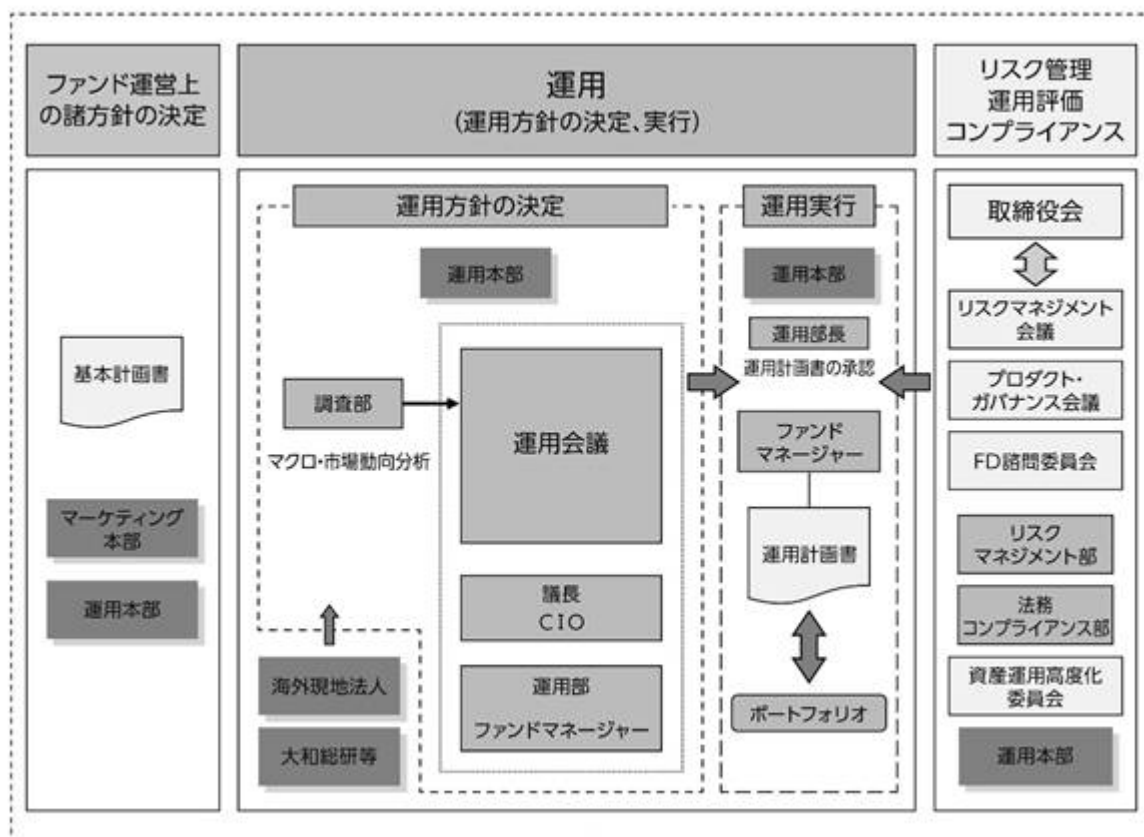 ファンド運営上
の諸方針の決定
運用
(運用方針の決定、実行)
リスク管理
運用評価
コンプライアンス
基本計画書
マーケティング
本部
運用本部
運用方針の決定
運用本部
調査部
マクロ・市場動向分析
運用会議
議長
CIO
運用部
ファンドマネージャー
海外現地法人
大和総研等
運用実行
運用本部
運用部長
運用計画書の承認
ファンド
マネージャー
運用計画書
ポートフォリオ
取締役会
リスクマネジメント
会議
プロダクト・
ガバナンス会議
FD諮問委員会
リスク
マネジメント部
法務
コンプライアンス部
資産運用高度化
委員会
運用本部